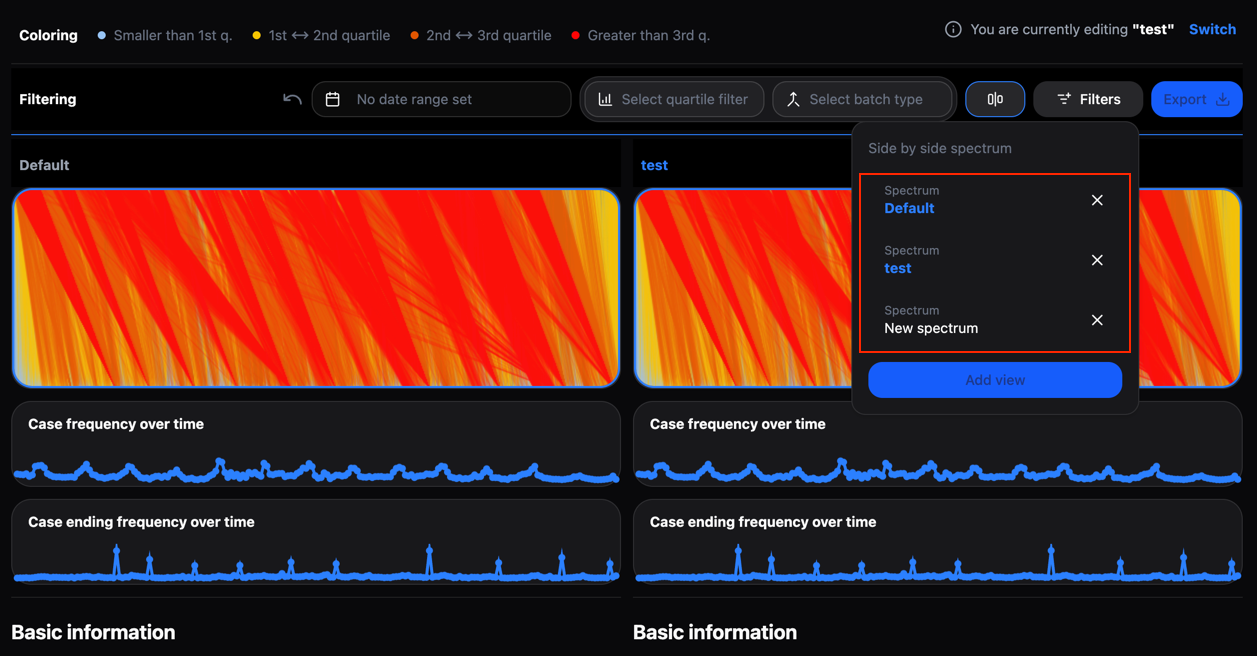 Coloring
Smaller than 1st q.
1st ↔ 2nd quartile
2nd ↔ 3rd quartile
Greater than 3rd q.
You are currently editing "test"
Switch
Filtering
No date range set
Select quartile filter
Select batch type
Filters
Export
Side by side spectrum
Spectrum
Default
Spectrum
test
Spectrum
New spectrum
Add view
Default
test
Case frequency over time
Case frequency over time
Case ending frequency over time
Case ending frequency over time
Basic information
Basic information